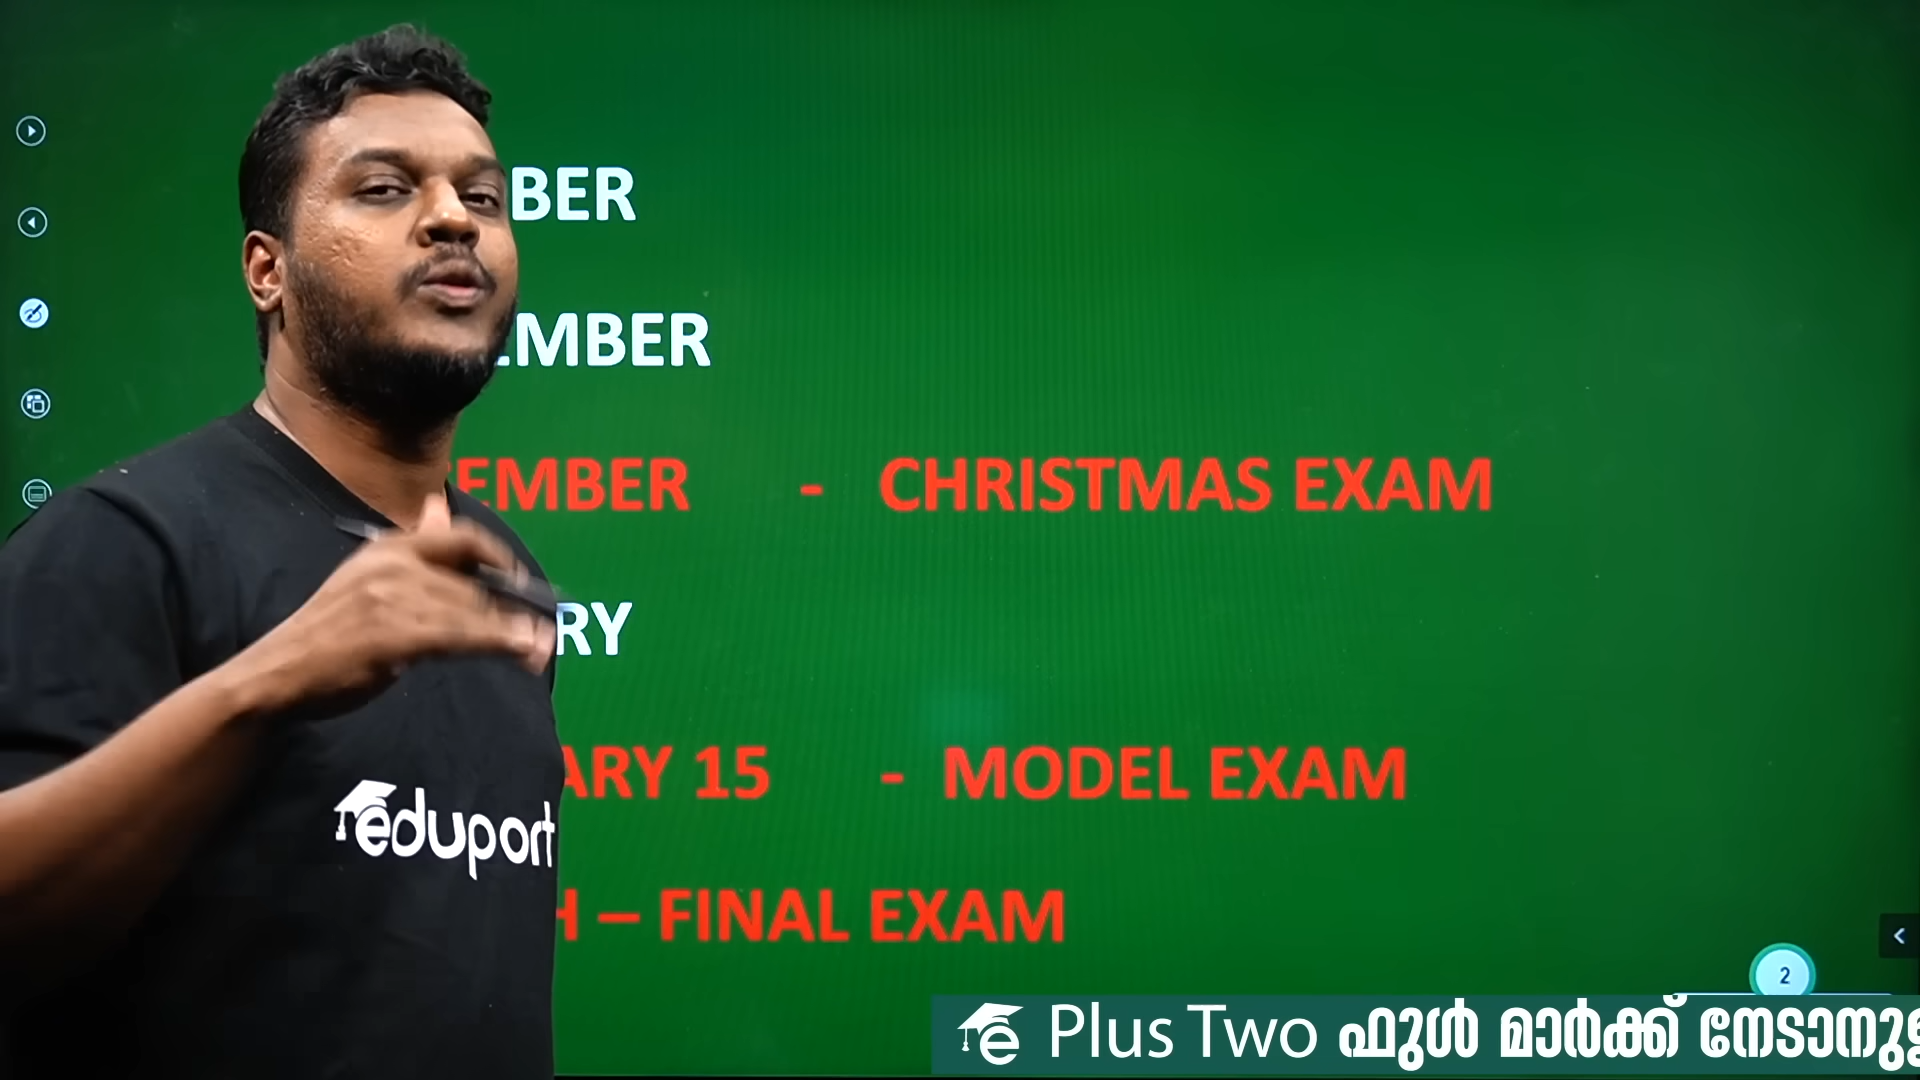 BER
EMBER
EMBER - CHRISTMAS EXAM
RY
ARY 15 - MODEL EXAM
H – FINAL EXAM
eduport
2
e Plus Two ഫുൾ മാർക്ക് നേടാനുള